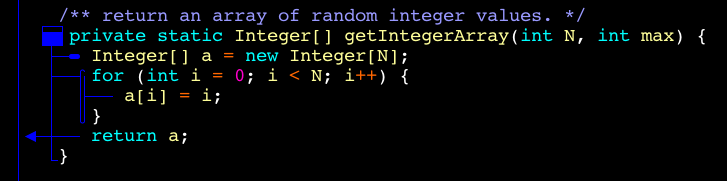 /** return an array of random integer values. */
private static Integer[] getIntegerArray(int N, int max) {
Integer[] a = new Integer[N];
for (int i = 0; i < N; i++) {
a[i] = i;
}
return a;
}